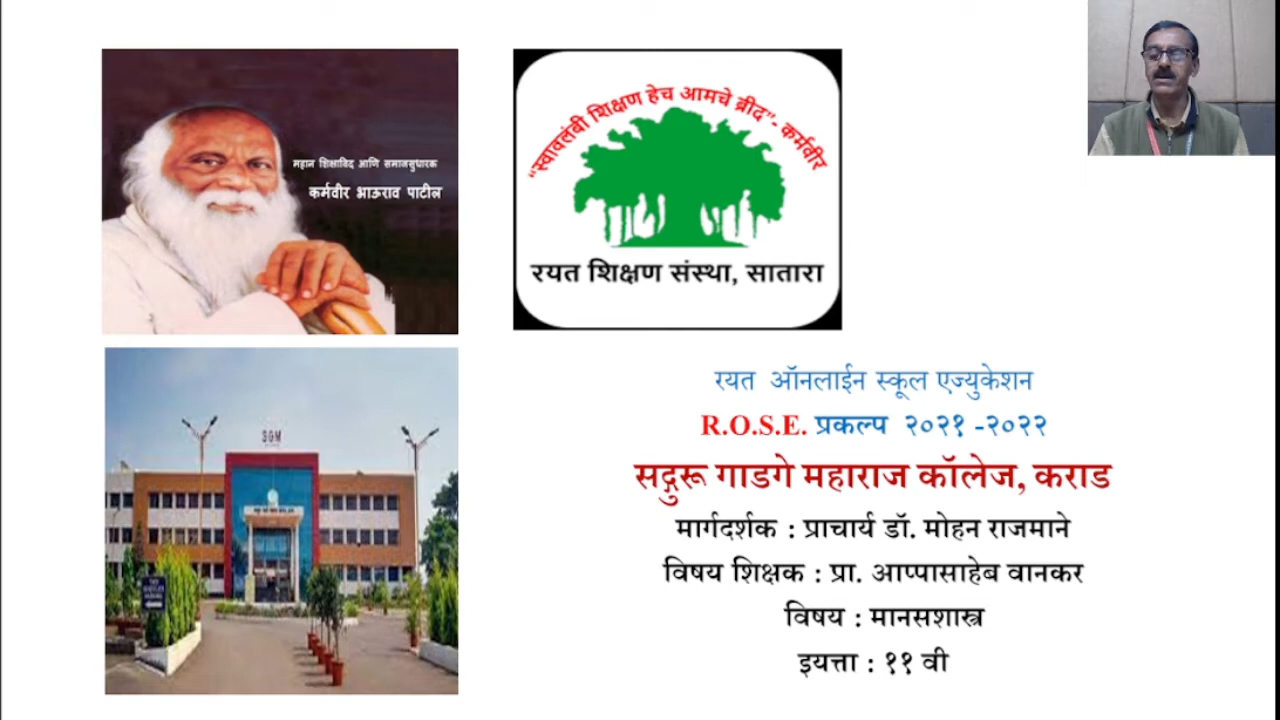 महान शिक्षाविद आणि समाजसुधारक
कर्मवीर भाऊराव पाटील
"स्वावलंबी शिक्षण हेच आमचे ब्रीद"- कर्मवीर
रयत शिक्षण संस्था, सातारा
SGM
रयत ऑनलाईन स्कूल एज्युकेशन
R.O.S.E. प्रकल्प २०२१ -२०२२
सद्गुरू गाडगे महाराज कॉलेज, कराड
मार्गदर्शक : प्राचार्य डॉ. मोहन राजमाने
विषय शिक्षक : प्रा. आप्पासाहेब वानकर
विषय : मानसशास्त्र
इयत्ता : ११ वी